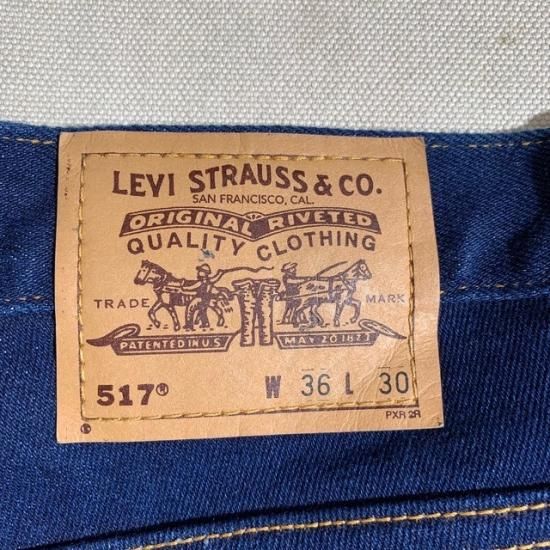 LEVI STRAUSS & CO.
SAN FRANCISCO, CAL.
ORIGINAL RIVETED
QUALITY CLOTHING
TRADE MARK
PATENTED IN U.S. MAY 20 1873
517® W 36 L 30
PXR 2R